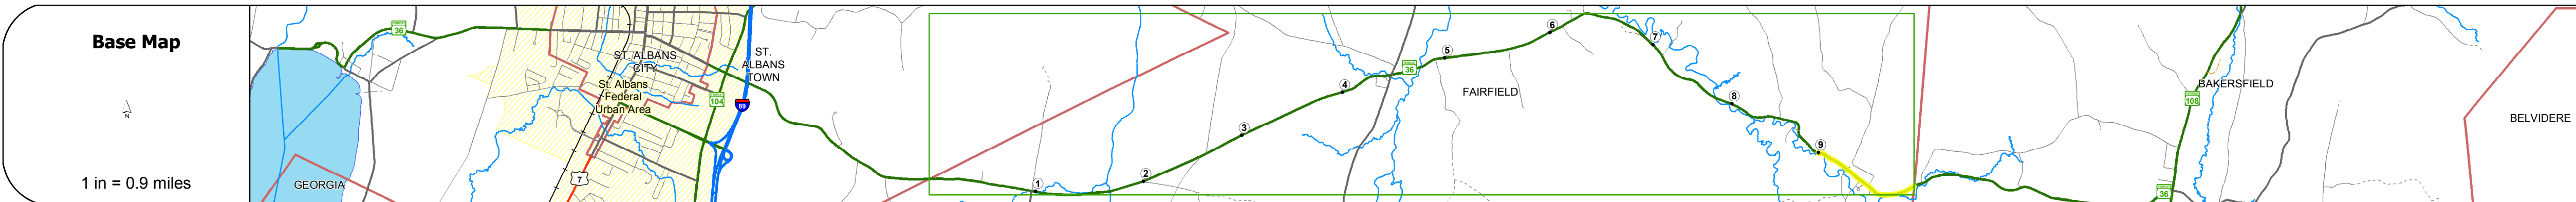 Base Map
N
1 in = 0.9 miles
36
ST. ALBANS
CITY
St. Albans
Federal
Urban Area
ST.
ALBANS
TOWN
104
89
7
GEORGIA
1
2
3
4
36
5
6
7
8
9
FAIRFIELD
108
BAKERSFIELD
36
BELVIDERE